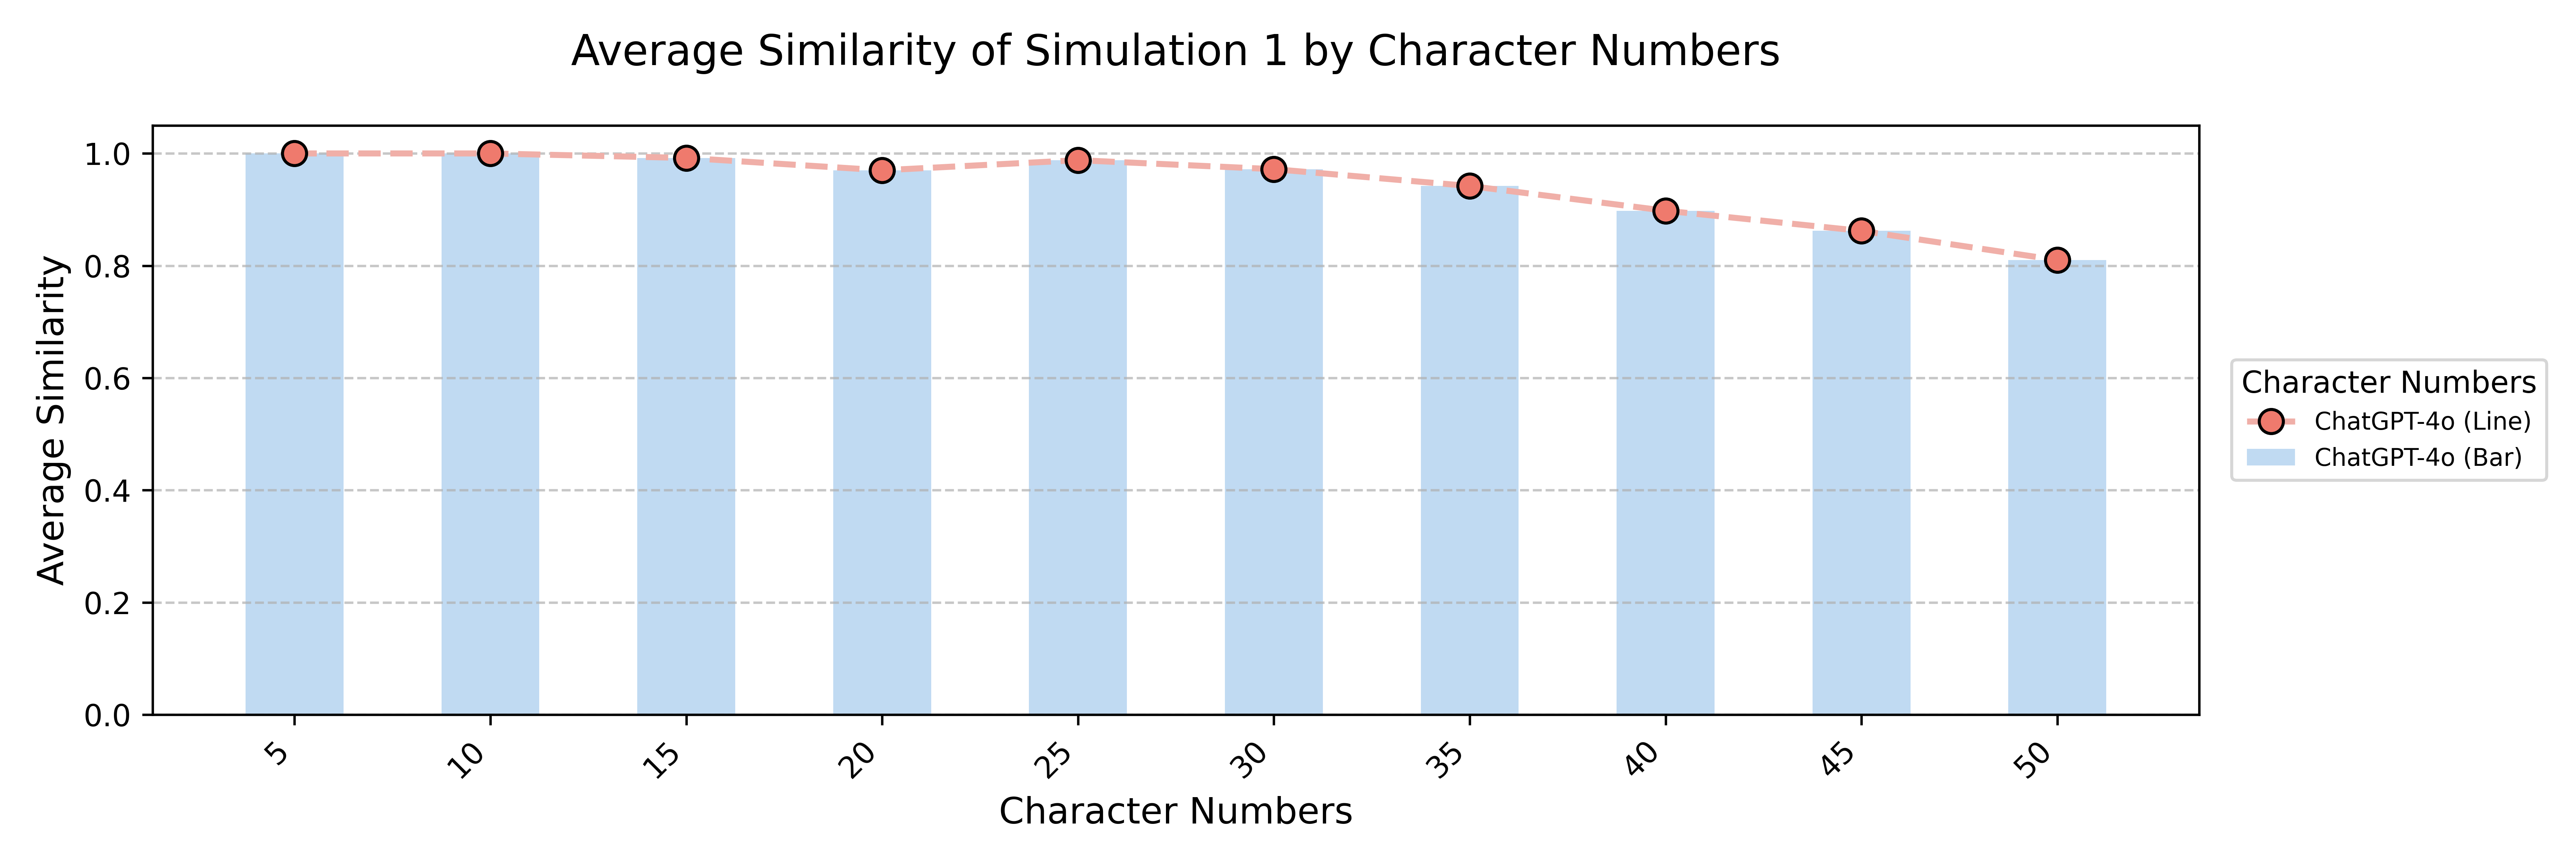 Average Similarity of Simulation 1 by Character Numbers
Average Similarity
1.0
0.8
0.6
0.4
0.2
0.0
5
10
15
20
25
30
35
40
45
50
Character Numbers
Character Numbers
ChatGPT-4o (Line)
ChatGPT-4o (Bar)